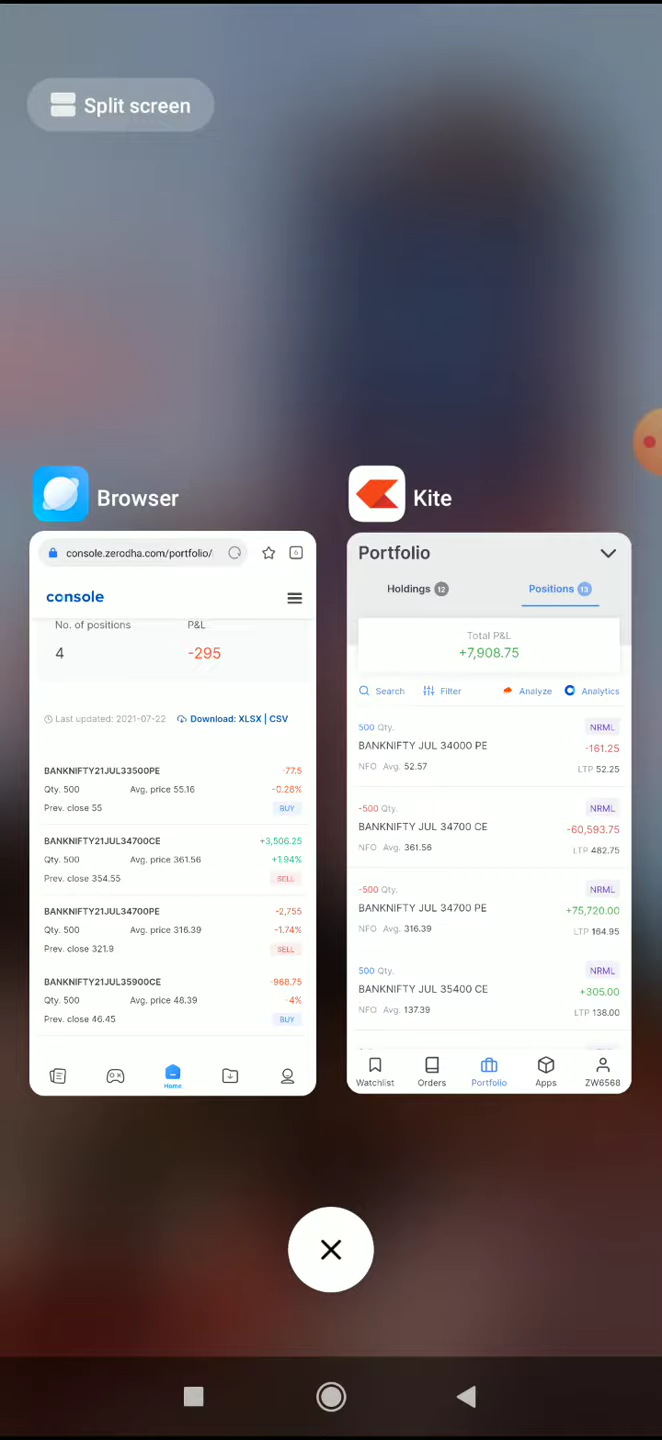 Split screen
Browser
console.zerodha.com/portfolio/
6
console
No. of positions P&L
4 -295
Last updated: 2021-07-22 Download: XLSX | CSV
BANKNIFTY21JUL33500PE -77.5
Qty. 500 Avg. price 55.16 -0.28%
Prev. close 55 BUY
BANKNIFTY21JUL34700CE +3,506.25
Qty. 500 Avg. price 361.56 +1.94%
Prev. close 354.55 SELL
BANKNIFTY21JUL34700PE -2,755
Qty. 500 Avg. price 316.39 -1.74%
Prev. close 321.9 SELL
BANKNIFTY21JUL35900CE -968.75
Qty. 500 Avg. price 48.39 -4%
Prev. close 46.45 BUY
Home
Kite
Portfolio
Holdings 12 Positions 13
Total P&L
+7,908.75
Search Filter Analyze Analytics
500 Qty. NRML
BANKNIFTY JUL 34000 PE -161.25
NFO Avg. 52.57 LTP 52.25
-500 Qty. NRML
BANKNIFTY JUL 34700 CE -60,593.75
NFO Avg. 361.56 LTP 482.75
-500 Qty. NRML
BANKNIFTY JUL 34700 PE +75,720.00
NFO Avg. 316.39 LTP 164.95
500 Qty. NRML
BANKNIFTY JUL 35400 CE +305.00
NFO Avg. 137.39 LTP 138.00
Watchlist Orders Portfolio Apps ZW6568